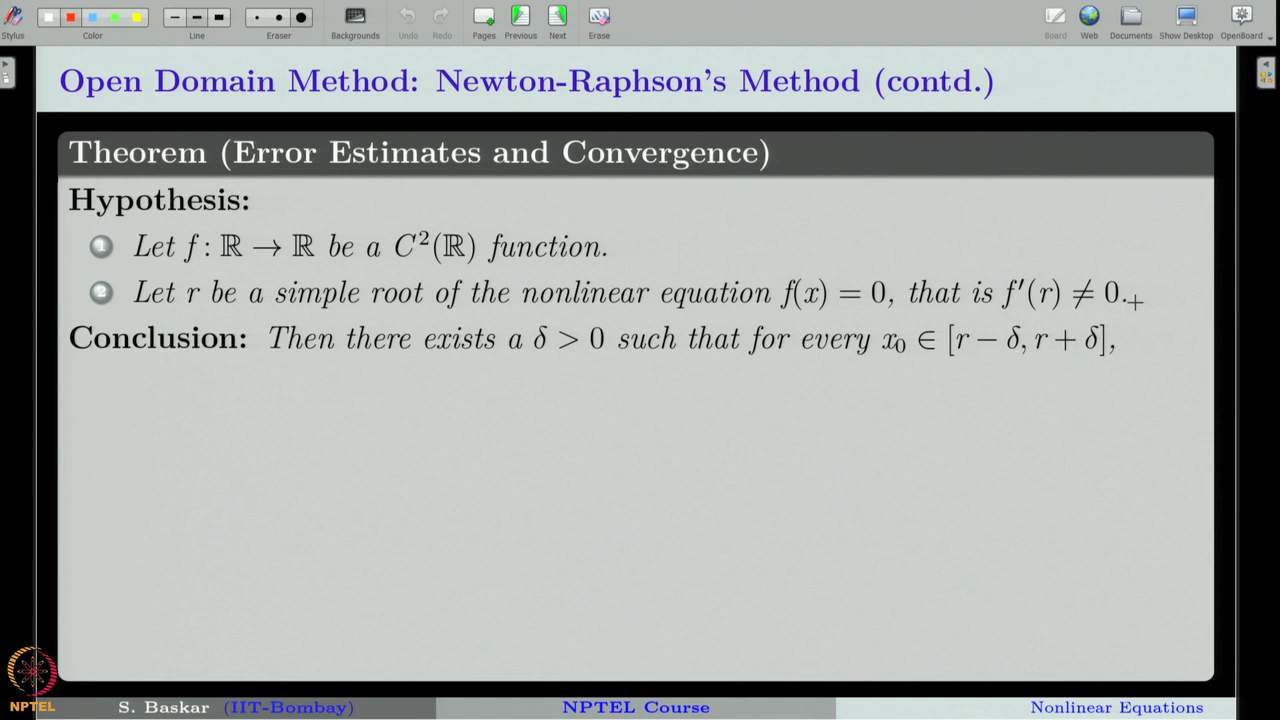 Stylus
Color
Line
Eraser
Backgrounds
Undo
Redo
Pages
Previous
Next
Erase
Board
Web
Documents
Show Desktop
OpenBoard
Open Domain Method: Newton-Raphson's Method (contd.)
Theorem (Error Estimates and Convergence)
Hypothesis:
1 Let f : ℝ → ℝ be a C²(ℝ) function.
2 Let r be a simple root of the nonlinear equation f(x) = 0, that is f′(r) ≠ 0.
Conclusion: Then there exists a δ > 0 such that for every x₀ ∈ [r − δ, r + δ],
NPTEL
S. Baskar (IIT-Bombay)
NPTEL Course
Nonlinear Equations